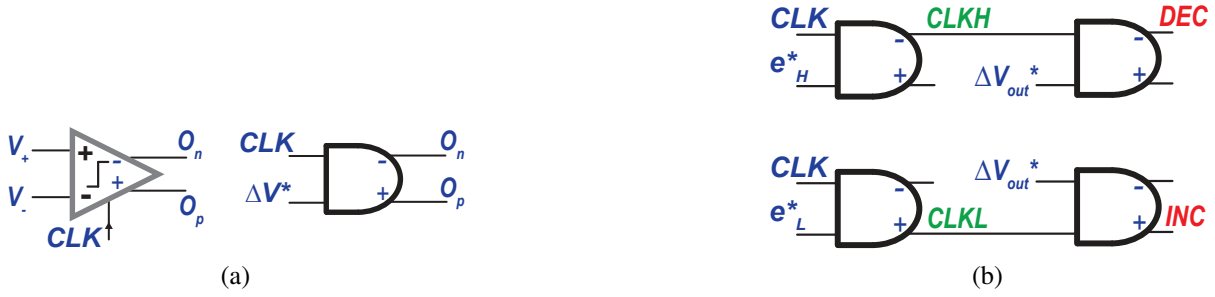 V+ + - On
V- - + Op
CLK
(a)
CLK - On
ΔV* + Op
CLK - CLKH - DEC
e*H + ΔVout* +
CLK - ΔVout* -
e*L + CLKL + INC
(b)